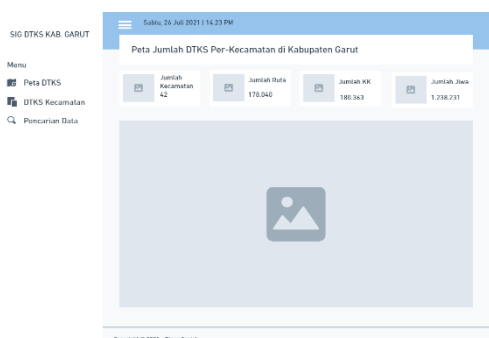 SIG DTKS KAB. GARUT
Menu
Peta DTKS
DTKS Kecamatan
Pencarian Data
Sabtu, 26 Juli 2021 | 14.23 PM
Peta Jumlah DTKS Per-Kecamatan di Kabupaten Garut
Jumlah
Kecamatan
42
Jumlah Ruta
178.040
Jumlah KK
180.363
Jumlah Jiwa
1.238.231